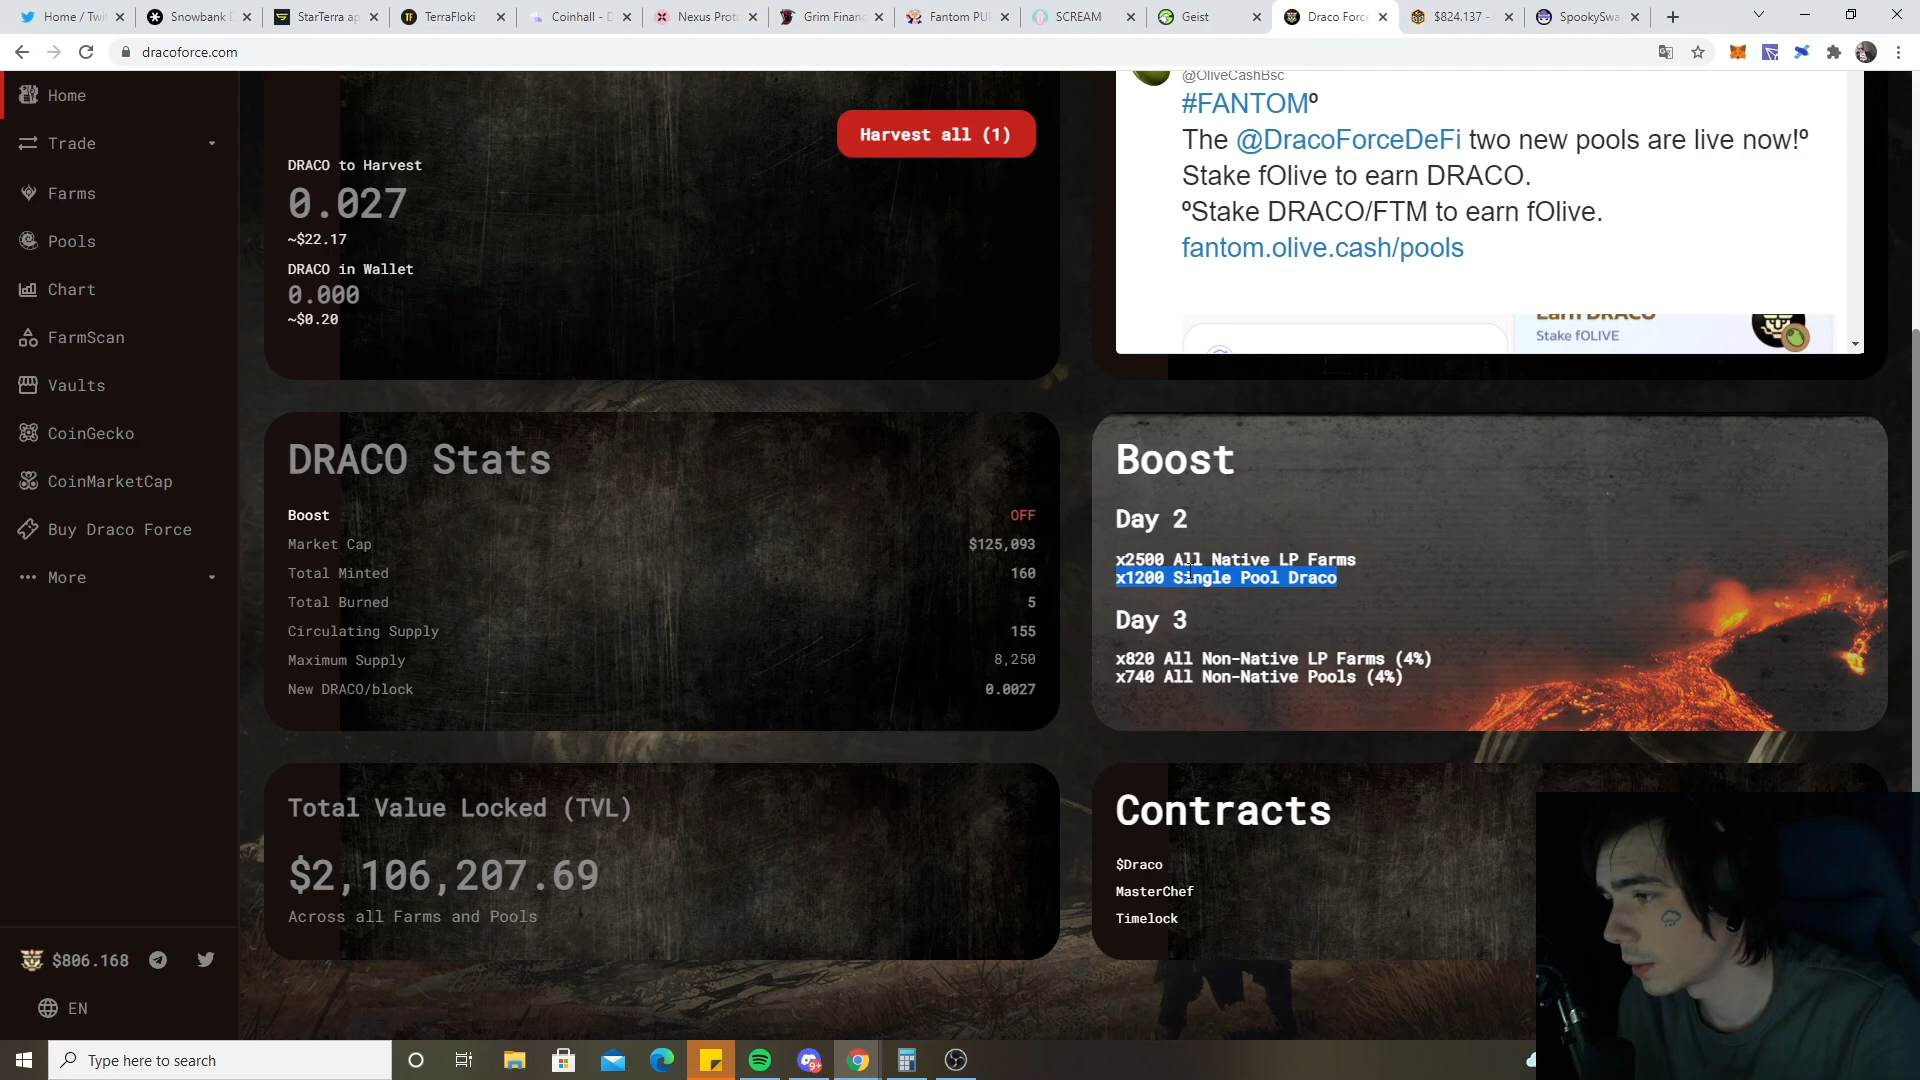 Home / Twi
Snowbank
StarTerra ap
TerraFloki
Coinhall - D
Nexus Prot
Grim Financ
Fantom PU
SCREAM
Geist
Draco Forc
$824.137 -
SpookySwa
dracoforce.com
Home
Trade
Farms
Pools
Chart
FarmScan
Vaults
CoinGecko
CoinMarketCap
Buy Draco Force
More
$806.168
EN
Harvest all (1)
DRACO to Harvest
0.027
~$22.17
DRACO in Wallet
0.000
~$0.20
@OliveCashBsc
#FANTOMº
The @DracoForceDeFi two new pools are live now!º
Stake fOlive to earn DRACO.
ºStake DRACO/FTM to earn fOlive.
fantom.olive.cash/pools
Earn DRACO
Stake fOLIVE
DRACO Stats
Boost OFF
Market Cap $125,093
Total Minted 160
Total Burned 5
Circulating Supply 155
Maximum Supply 8,250
New DRACO/block 0.0027
Boost
Day 2
x2500 All Native LP Farms
x1200 Single Pool Draco
Day 3
x820 All Non-Native LP Farms (4%)
x740 All Non-Native Pools (4%)
Total Value Locked (TVL)
$2,106,207.69
Across all Farms and Pools
Contracts
$Draco
MasterChef
Timelock
Type here to search
9+